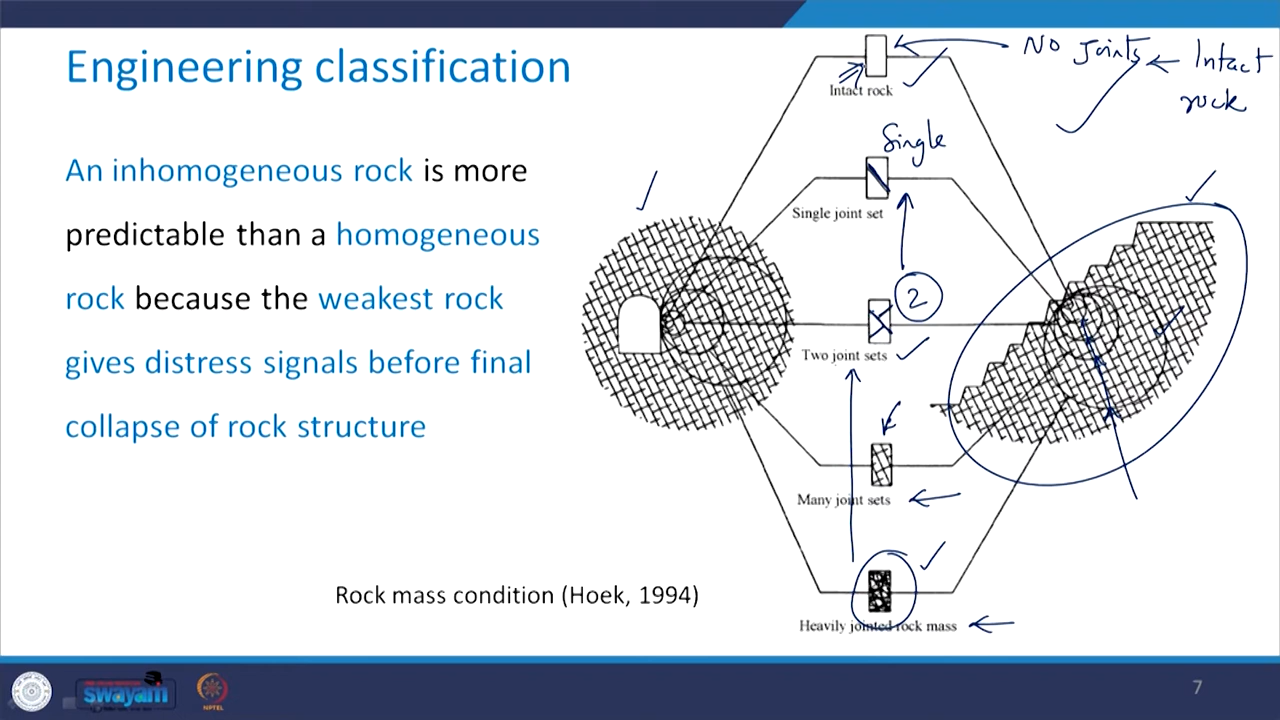 Engineering classification
An inhomogeneous rock is more
predictable than a homogeneous
rock because the weakest rock
gives distress signals before final
collapse of rock structure
Rock mass condition (Hoek, 1994)
No Joints ← Intact
rock
Intact rock
Single
Single joint set
2
Two joint sets
Many joint sets
Heavily jointed rock mass
swayam
NPTEL
7